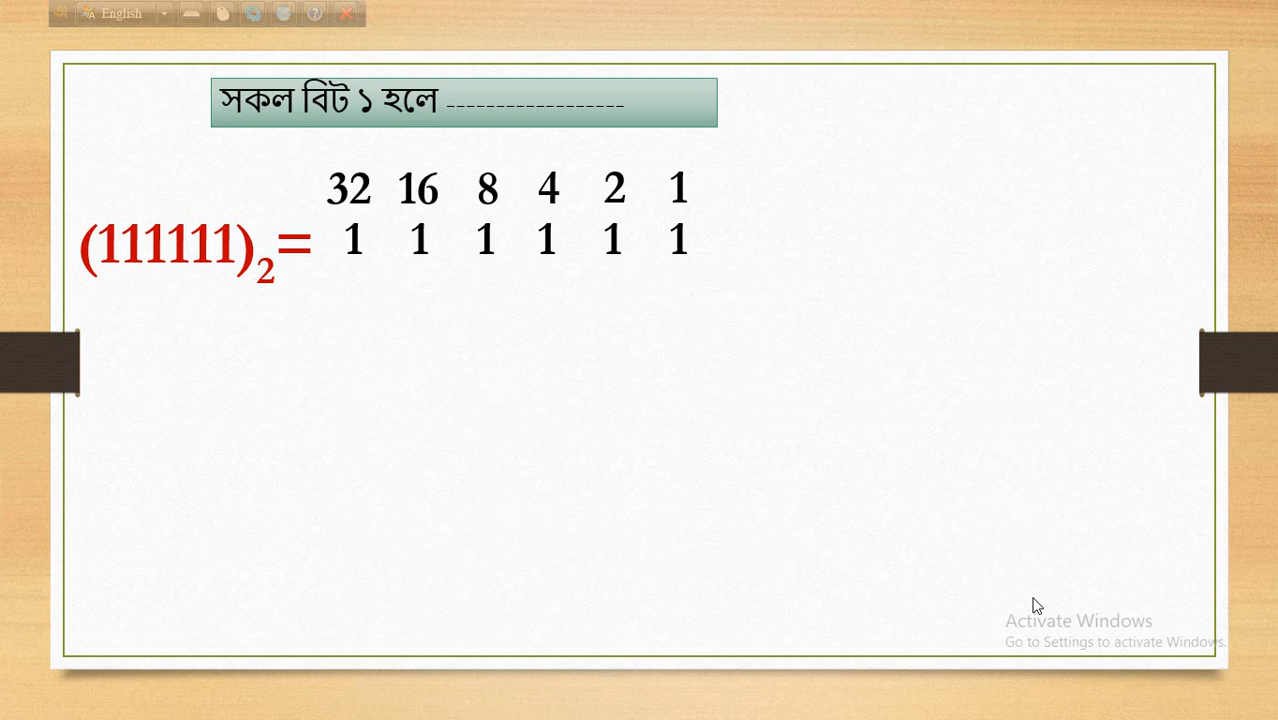 English
সকল বিট ১ হলে ------------------
32 16 8 4 2 1
(111111)2= 1 1 1 1 1 1
Activate Windows
Go to Settings to activate Windows.